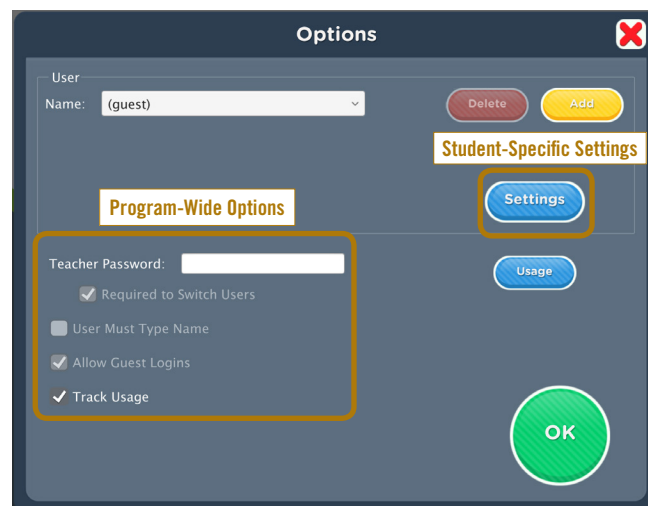 Options
User
Name: (guest)
Delete
Add
Student-Specific Settings
Settings
Program-Wide Options
Teacher Password:
Usage
Required to Switch Users
User Must Type Name
Allow Guest Logins
Track Usage
OK